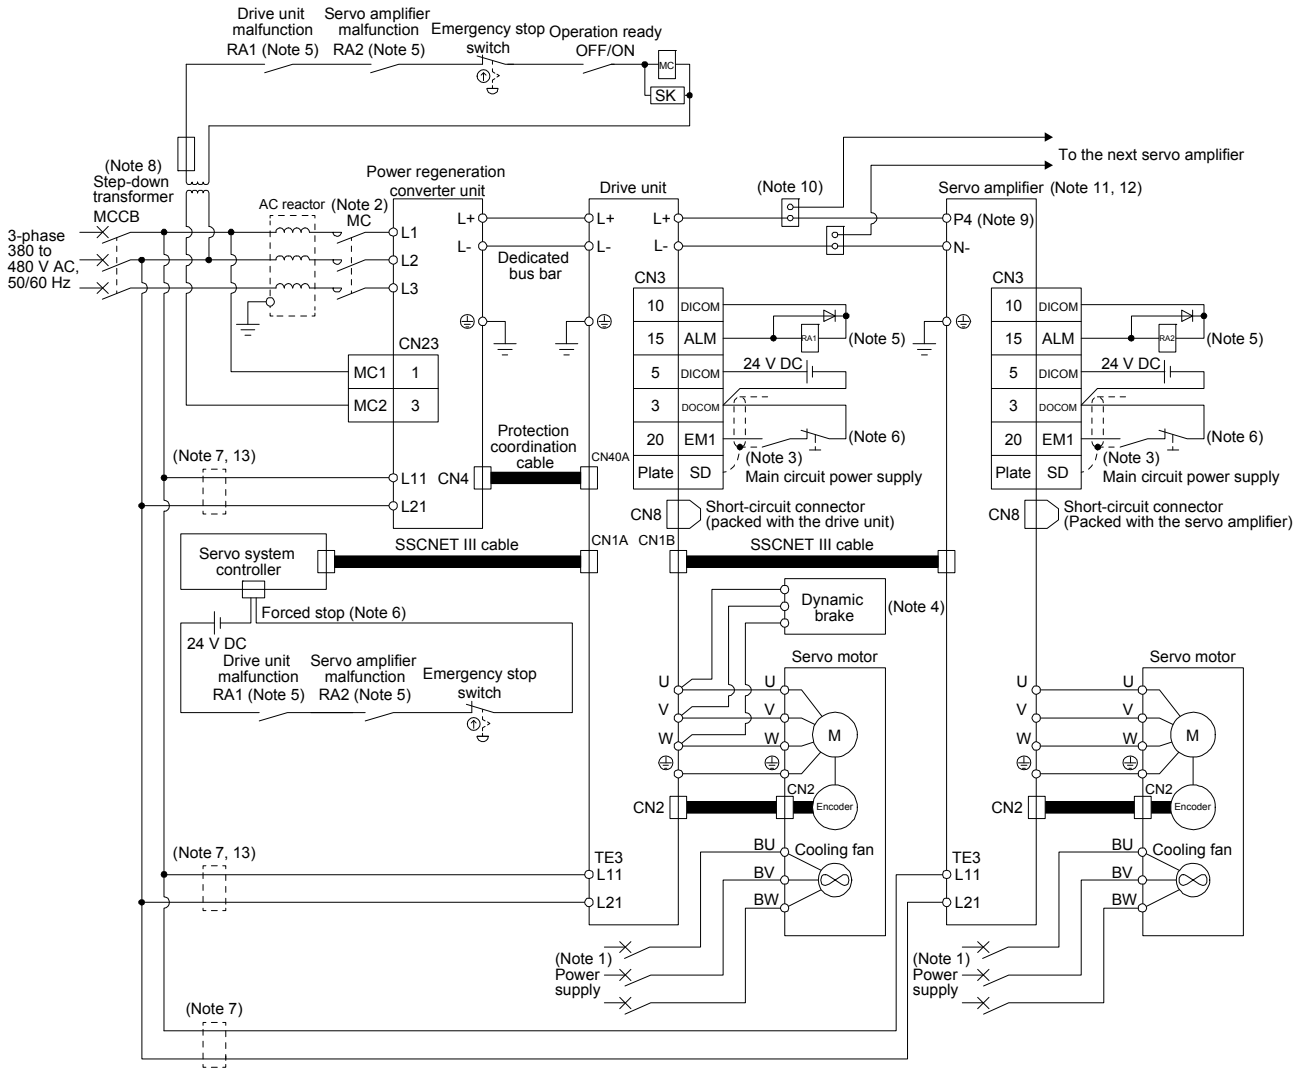 Drive unit
malfunction
RA1 (Note 5)
Servo amplifier
malfunction
RA2 (Note 5)
Emergency stop
switch
Operation ready
OFF/ON
MC
SK
(Note 8)
Step-down
transformer
MCCB
3-phase
380 to
480 V AC,
50/60 Hz
AC reactor
(Note 2)
MC
Power regeneration
converter unit
L1
L2
L3
L+
L-
Dedicated
bus bar
Drive unit
L+
L-
L+
L-
(Note 10)
To the next servo amplifier
Servo amplifier (Note 11, 12)
P4 (Note 9)
N-
CN23
MC1 1
MC2 3
CN3
10 DICOM
15 ALM
5 DICOM
3 DOCOM
20 EM1
Plate SD
RA1
(Note 5)
24 V DC
(Note 6)
(Note 3)
Main circuit power supply
CN3
10 DICOM
15 ALM
5 DICOM
3 DOCOM
20 EM1
Plate SD
RA2
(Note 5)
24 V DC
(Note 6)
(Note 3)
Main circuit power supply
(Note 7, 13)
L11
L21
CN4
Protection
coordination
cable
CN40A
CN8
Short-circuit connector
(packed with the drive unit)
CN8
Short-circuit connector
(Packed with the servo amplifier)
Servo system
controller
SSCNET III cable
CN1A
CN1B
SSCNET III cable
Forced stop (Note 6)
24 V DC
Drive unit
malfunction
RA1 (Note 5)
Servo amplifier
malfunction
RA2 (Note 5)
Emergency stop
switch
Dynamic
brake
(Note 4)
Servo motor
U
V
W
U
V
W
M
CN2
CN2
Encoder
BU
BV
BW
Cooling fan
Servo motor
U
V
W
U
V
W
M
CN2
CN2
Encoder
BU
BV
BW
Cooling fan
(Note 7, 13)
TE3
L11
L21
TE3
L11
L21
(Note 1)
Power
supply
(Note 1)
Power
supply
(Note 7)